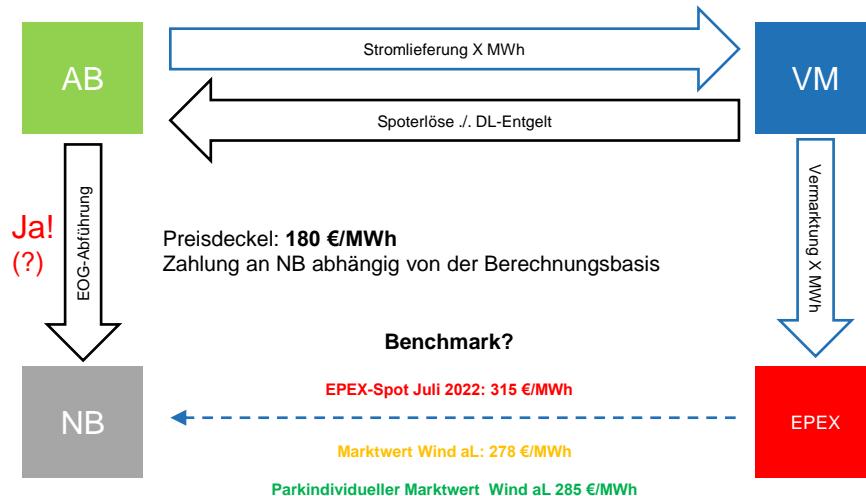 AB
Stromlieferung X MWh
VM
Spoterlöse ./. DL-Entgelt
Ja!
(?)
EOG-Abführung
Preisdeckel: 180 €/MWh
Zahlung an NB abhängig von der Berechnungsbasis
Vermarktung X MWh
Benchmark?
NB
EPEX-Spot Juli 2022: 315 €/MWh
EPEX
Marktwert Wind aL: 278 €/MWh
Parkindividueller Marktwert Wind aL 285 €/MWh